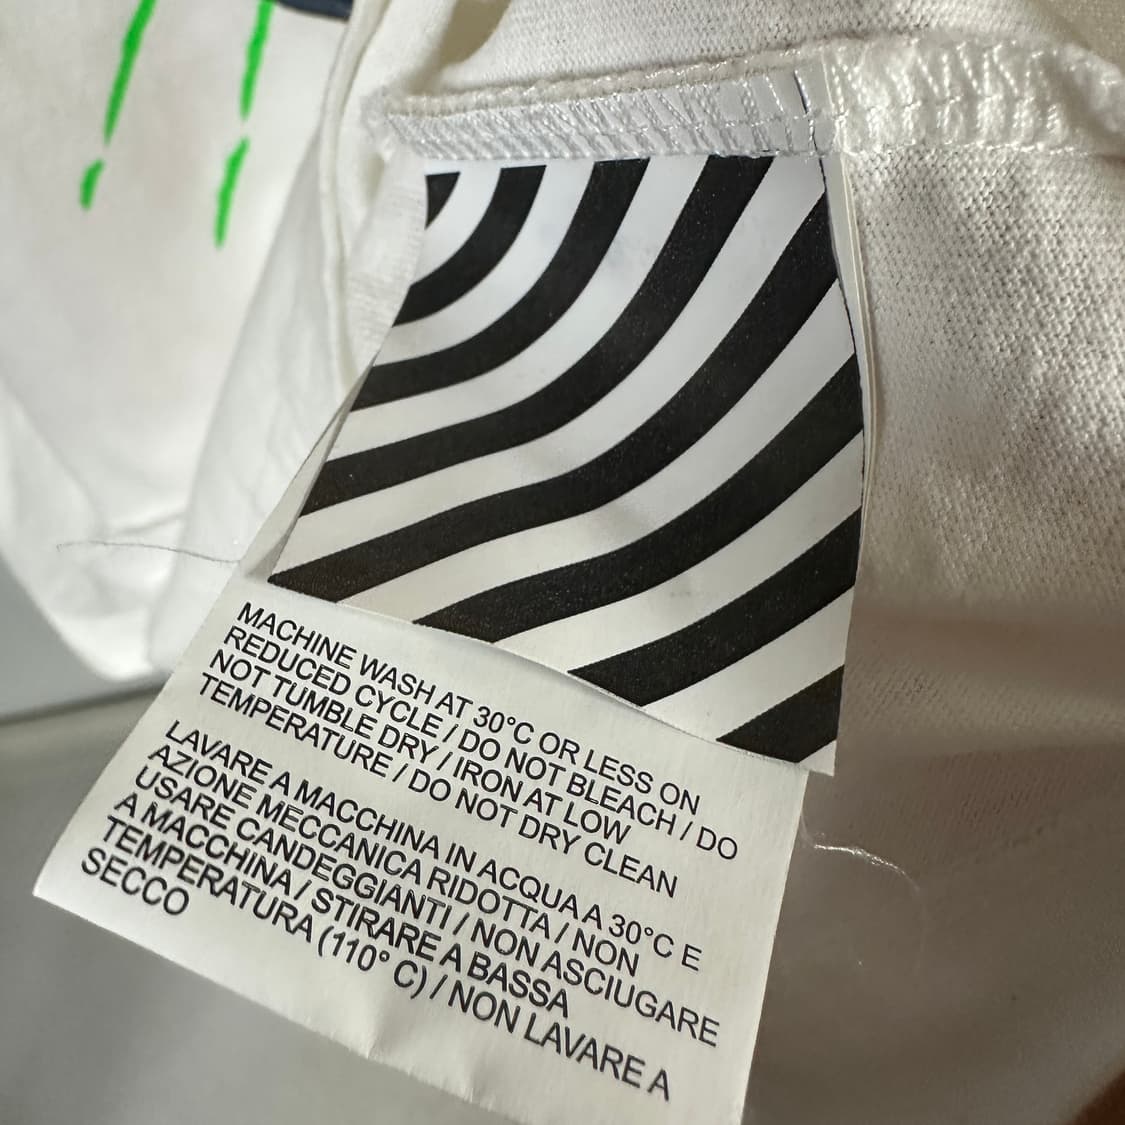 MACHINE WASH AT 30°C OR LESS ON
REDUCED CYCLE / DO NOT BLEACH / DO
NOT TUMBLE DRY / IRON AT LOW
TEMPERATURE / DO NOT DRY CLEAN
LAVARE A MACCHINA IN ACQUA A 30°C E
AZIONE MECCANICA RIDOTTA / NON
USARE CANDEGGIANTI / NON ASCIUGARE
A MACCHINA / STIRARE A BASSA
TEMPERATURA (110° C) / NON LAVARE A
SECCO